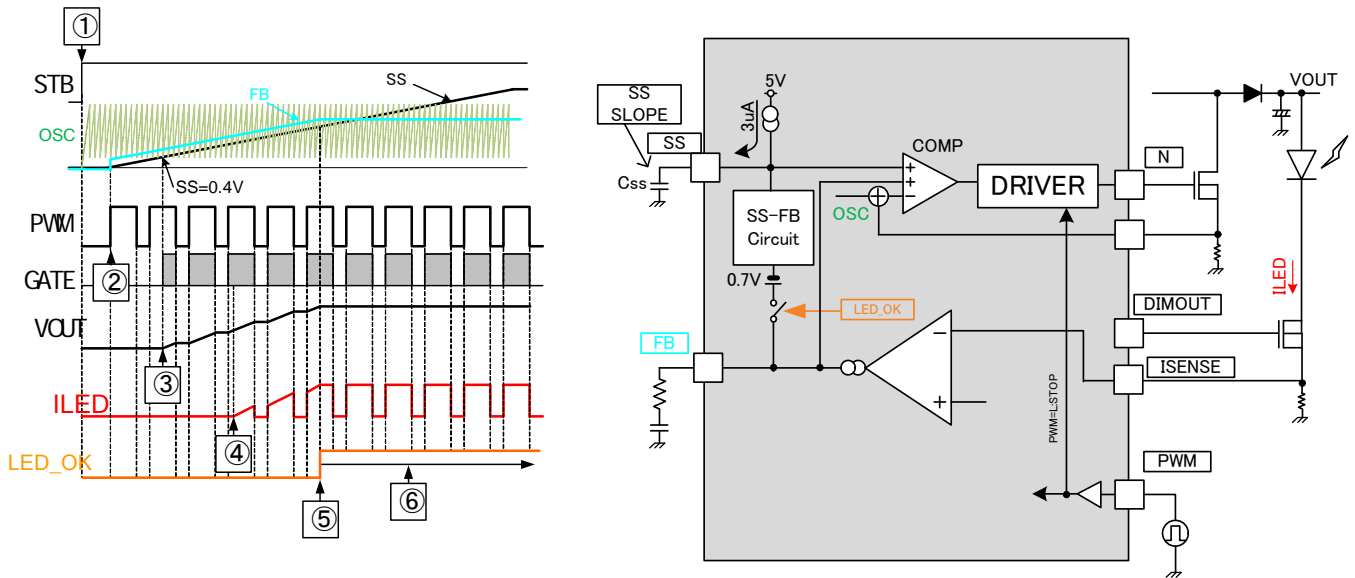 ①
STB
SS
FB
OSC
SS=0.4V
PWM
②
GATE
VOUT
③
ILED
④
LED_OK
⑥
⑤
SS
SLOPE
SS
Css
5V
3uA
COMP
OSC
DRIVER
SS-FB
Circuit
0.7V
LED_OK
FB
PWM=L:STOP
N
VOUT
ILED
DIMOUT
ISENSE
PWM